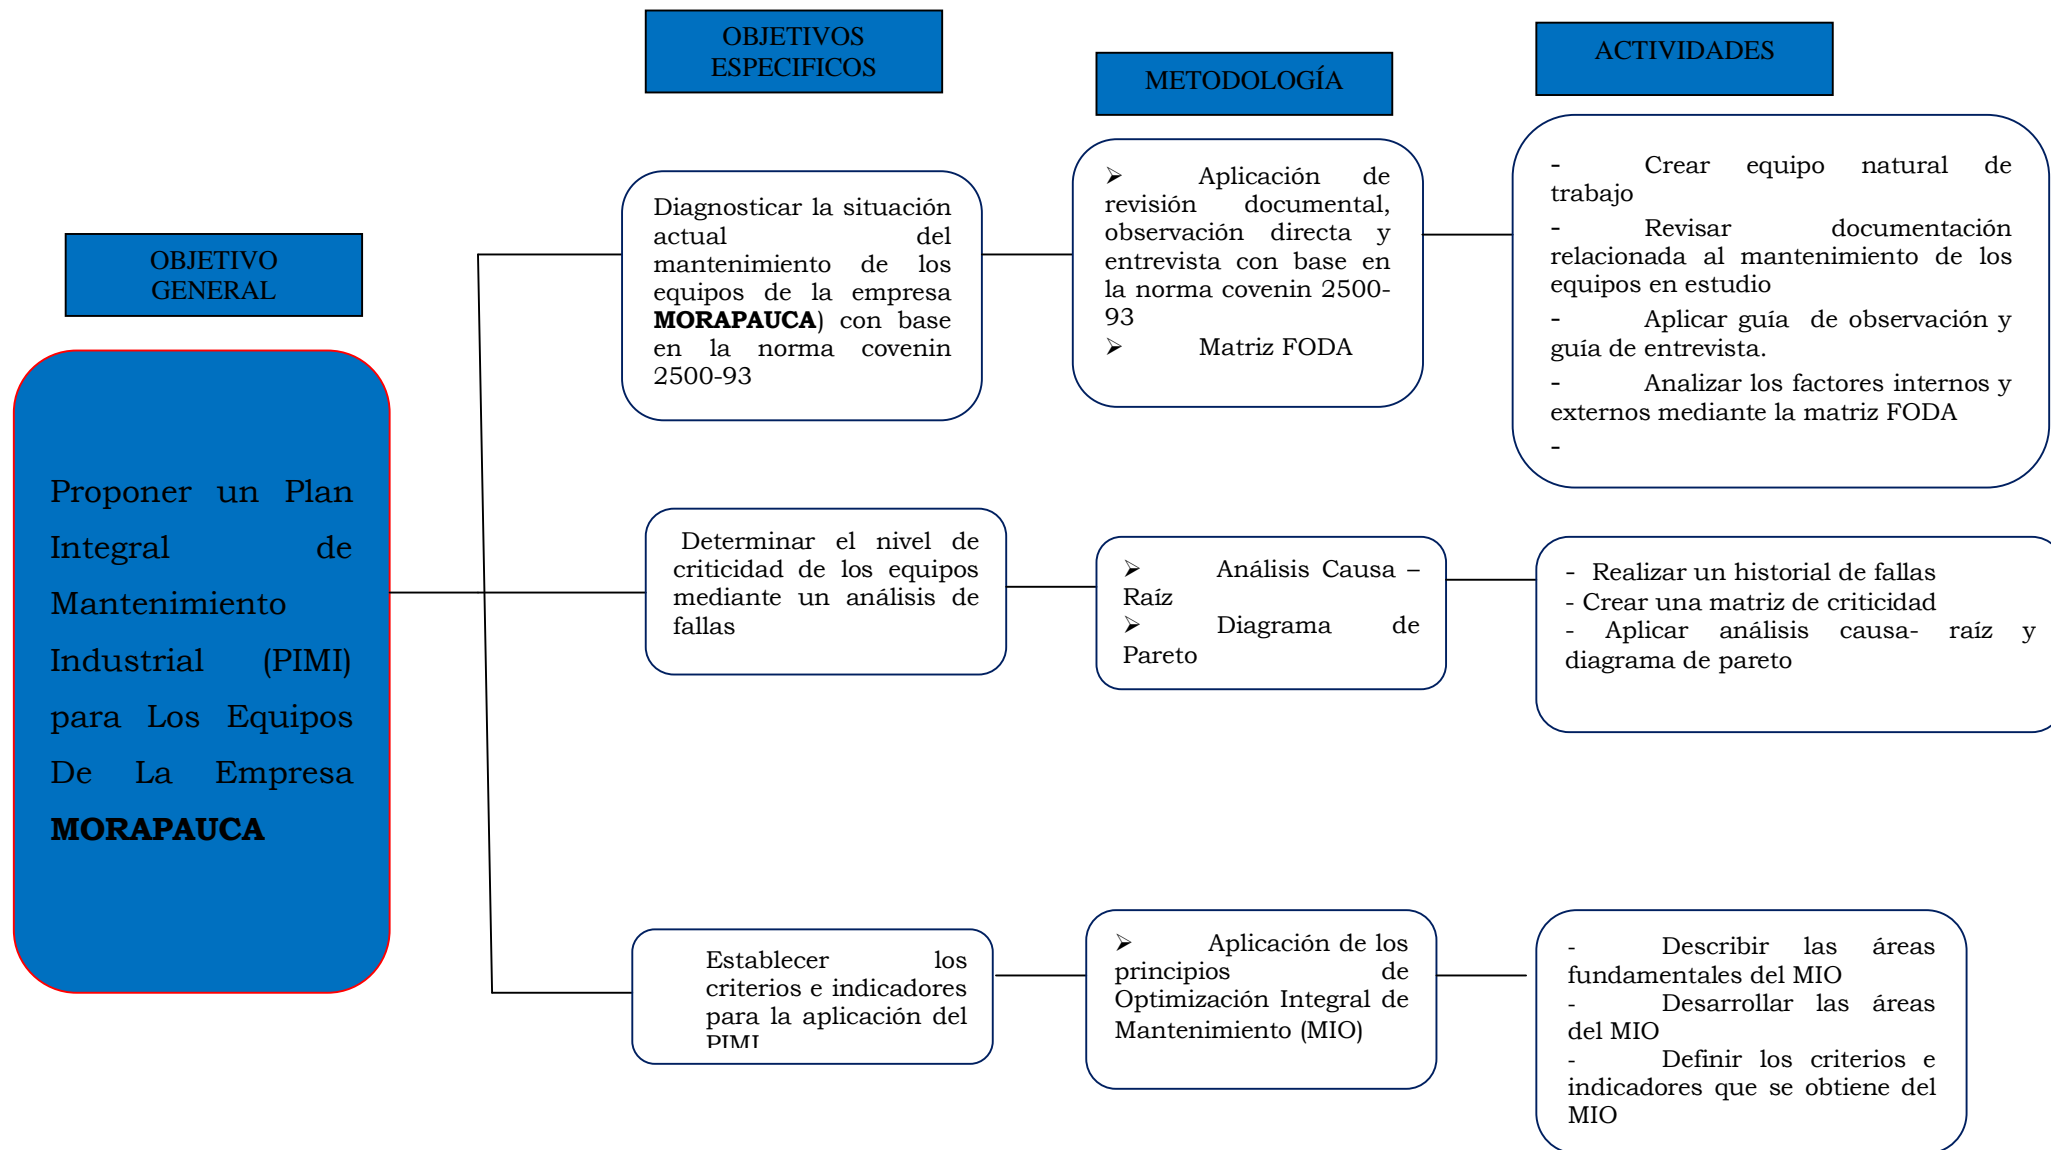 OBJETIVO
GENERAL
Proponer un Plan
Integral de
Mantenimiento
Industrial (PIMI)
para Los Equipos
De La Empresa
MORAPAUCA
OBJETIVOS
ESPECIFICOS
METODOLOGÍA
ACTIVIDADES
Diagnosticar la situación
actual del
mantenimiento de los
equipos de la empresa
MORAPAUCA) con base
en la norma covenin
2500-93
➢ Aplicación de
revisión documental,
observación directa y
entrevista con base en
la norma covenin 2500-
93
➢ Matriz FODA
- Crear equipo natural de
trabajo
- Revisar documentación
relacionada al mantenimiento de los
equipos en estudio
- Aplicar guía de observación y
guía de entrevista.
- Analizar los factores internos y
externos mediante la matriz FODA
-
Determinar el nivel de
criticidad de los equipos
mediante un análisis de
fallas
➢ Análisis Causa –
Raíz
➢ Diagrama de
Pareto
- Realizar un historial de fallas
- Crear una matriz de criticidad
- Aplicar análisis causa- raíz y
diagrama de pareto
Establecer los
criterios e indicadores
para la aplicación del
PIMI
➢ Aplicación de los
principios de
Optimización Integral de
Mantenimiento (MIO)
- Describir las áreas
fundamentales del MIO
- Desarrollar las áreas
del MIO
- Definir los criterios e
indicadores que se obtiene del
MIO